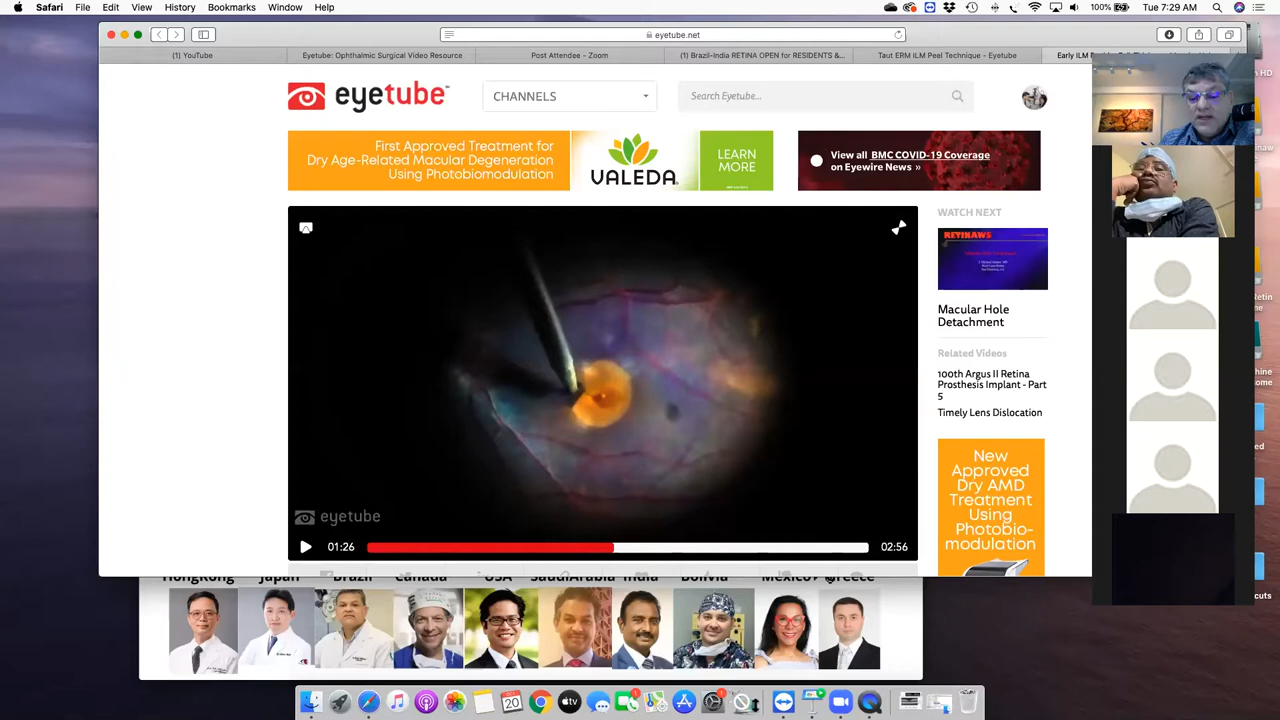 Safari File Edit View History Bookmarks Window Help
100% Tue 7:29 AM
eyetube.net
(1) YouTube
Eyetube: Ophthalmic Surgical Video Resource
Post Attendee - Zoom
(1) Brazil-India RETINA OPEN for RESIDENTS &...
Taut ERM ILM Peel Technique - Eyetube
Early ILM
eyetube
CHANNELS
Search Eyetube...
First Approved Treatment for
Dry Age-Related Macular Degeneration
Using Photobiomodulation
VALEDA
LEARN
MORE
View all BMC COVID-19 Coverage
on Eyewire News »
WATCH NEXT
RETINAWS
Macular Hole
Detachment
Related Videos
100th Argus II Retina
Prosthesis Implant - Part
5
Timely Lens Dislocation
New
Approved
Dry AMD
Treatment
Using
Photobio-
modulation
eyetube
01:26
02:56
HongKong Japan Brazil Canada USA SaudiArabia India Bolivia Mexico Greece
OCT
20
tv